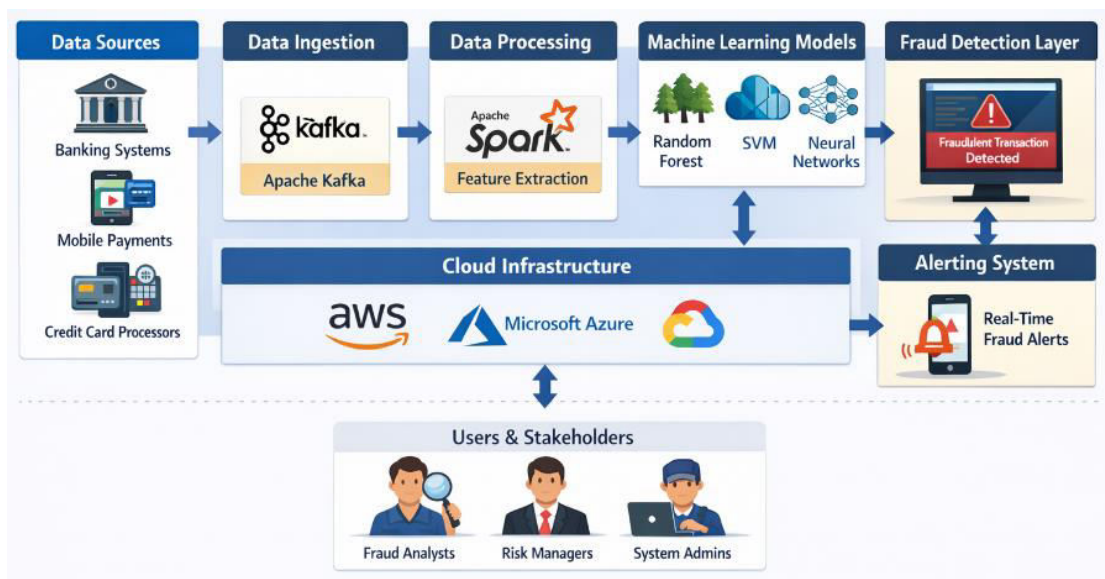 Data Sources
Banking Systems
Mobile Payments
Credit Card Processors
Data Ingestion
kafka
Apache Kafka
Data Processing
Apache
Spark
Feature Extraction
Machine Learning Models
Random
Forest
SVM
Neural
Networks
Fraud Detection Layer
Fraudulent Transaction
Detected
Cloud Infrastructure
aws
Microsoft Azure
Alerting System
Real-Time
Fraud Alerts
Users & Stakeholders
Fraud Analysts
Risk Managers
System Admins